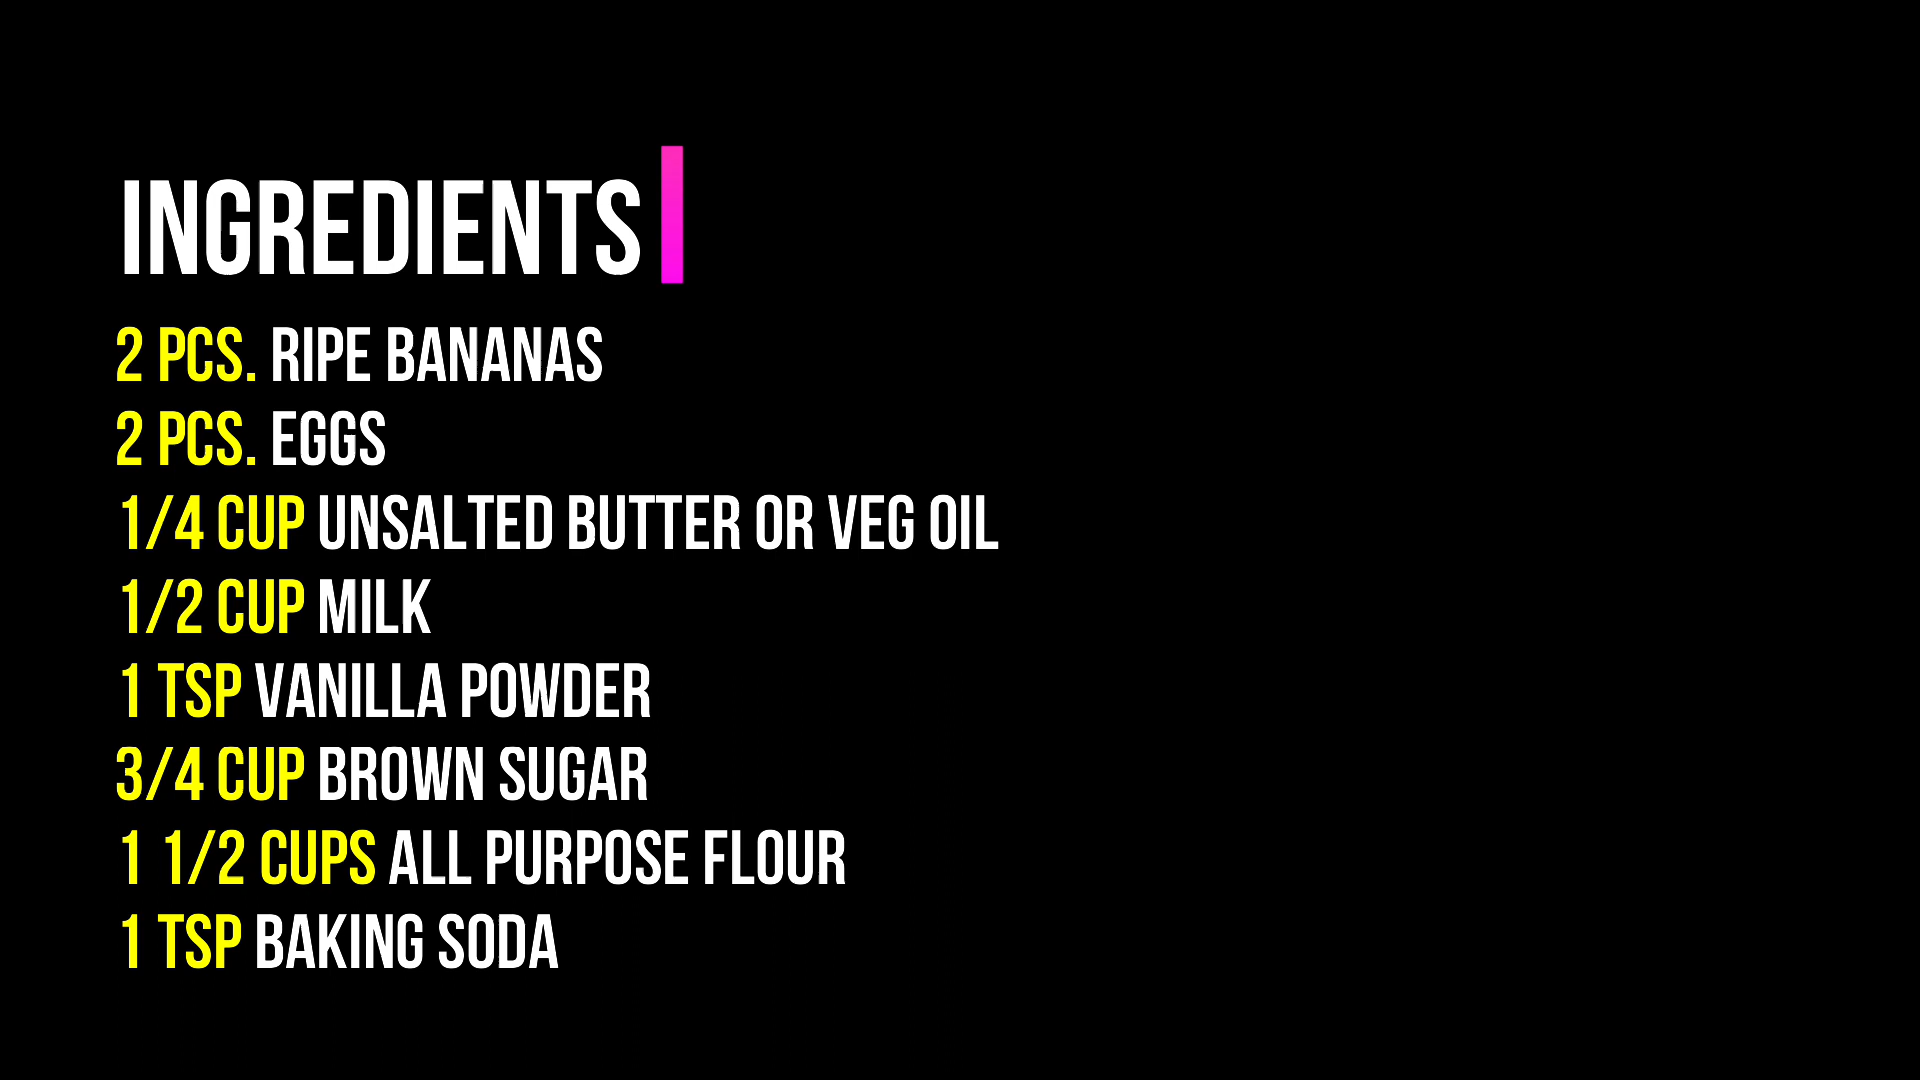 INGREDIENTS
2 PCS. RIPE BANANAS
2 PCS. EGGS
1/4 CUP UNSALTED BUTTER OR VEG OIL
1/2 CUP MILK
1 TSP VANILLA POWDER
3/4 CUP BROWN SUGAR
1 1/2 CUPS ALL PURPOSE FLOUR
1 TSP BAKING SODA